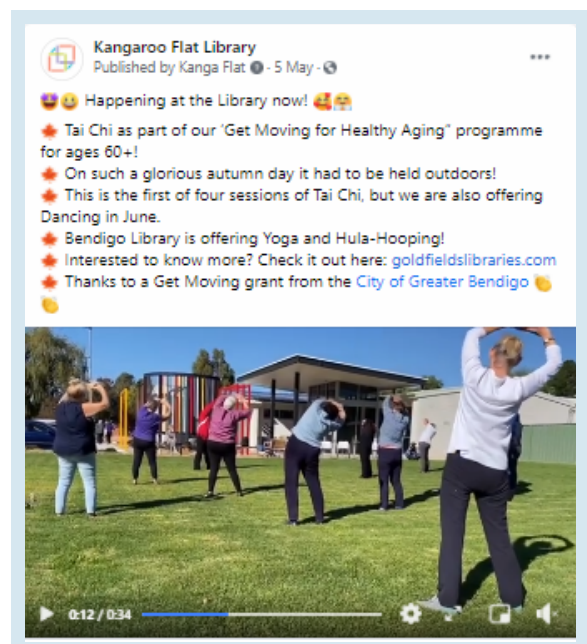 Kangaroo Flat Library
Published by Kanga Flat · 5 May ·
🤩😃 Happening at the Library now! 🥰🤗
🍁 Tai Chi as part of our 'Get Moving for Healthy Aging" programme
for ages 60+!
🍁 On such a glorious autumn day it had to be held outdoors!
🍁 This is the first of four sessions of Tai Chi, but we are also offering
Dancing in June.
🍁 Bendigo Library is offering Yoga and Hula-Hooping!
🍁 Interested to know more? Check it out here: goldfieldslibraries.com
🍁 Thanks to a Get Moving grant from the City of Greater Bendigo 👏
👏
0:12 / 0:34